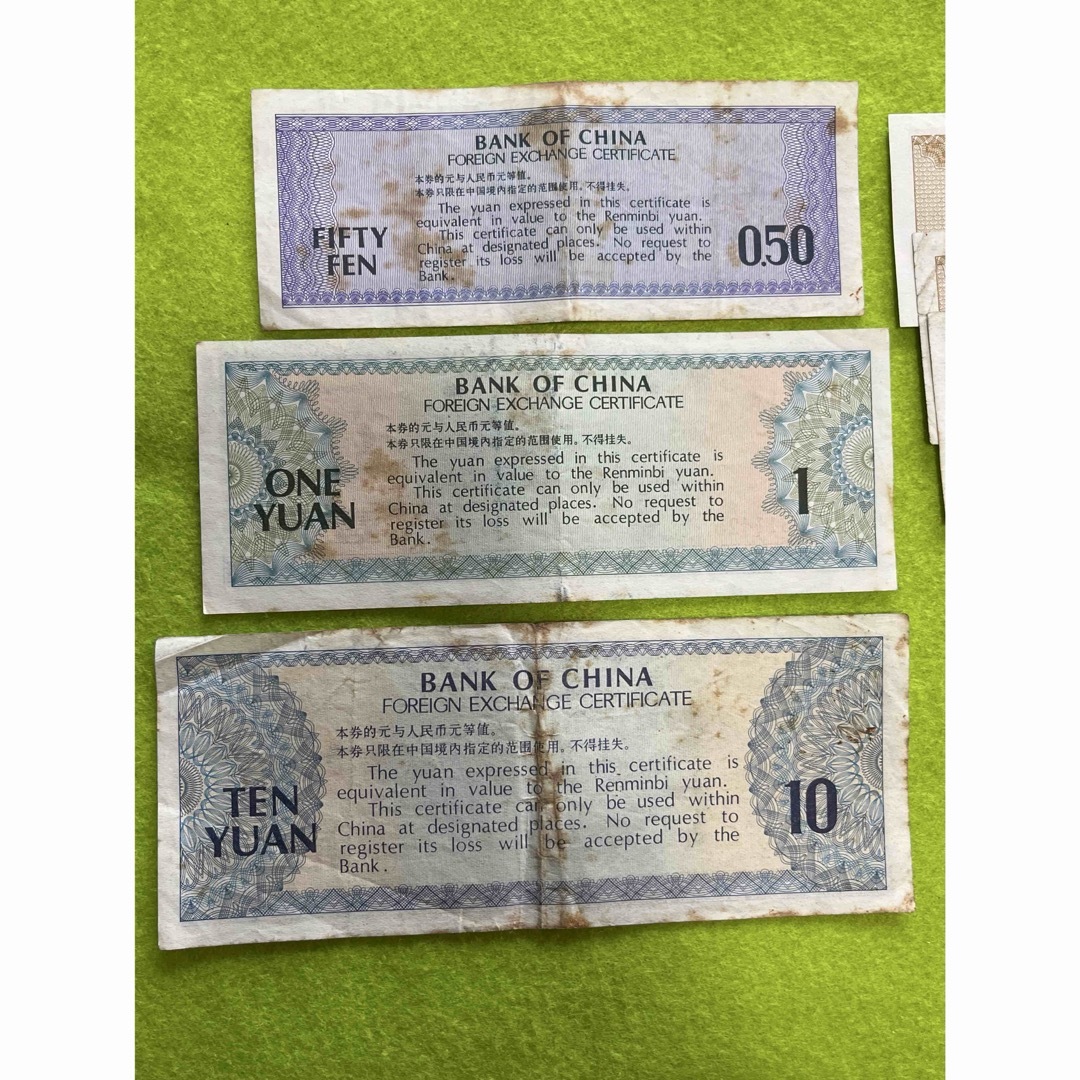 BANK OF CHINA
FOREIGN EXCHANGE CERTIFICATE
本券的元与人民币元等值。
本券只限在中国境内指定的范围使用。不得挂失。
The yuan expressed in this certificate is
equivalent in value to the Renminbi yuan.
This certificate can only be used within
China at designated places. No request to
register its loss will be accepted by the
Bank.
FIFTY
FEN
0.50
BANK OF CHINA
FOREIGN EXCHANGE CERTIFICATE
本券的元与人民币元等值。
本券只限在中国境内指定的范围使用。不得挂失。
The yuan expressed in this certificate is
equivalent in value to the Renminbi yuan.
This certificate can only be used within
China at designated places. No request to
register its loss will be accepted by the
Bank.
ONE
YUAN
1
BANK OF CHINA
FOREIGN EXCHANGE CERTIFICATE
本券的元与人民币元等值。
本券只限在中国境内指定的范围使用。不得挂失。
The yuan expressed in this certificate is
equivalent in value to the Renminbi yuan.
This certificate can only be used within
China at designated places. No request to
register its loss will be accepted by the
Bank.
TEN
YUAN
10